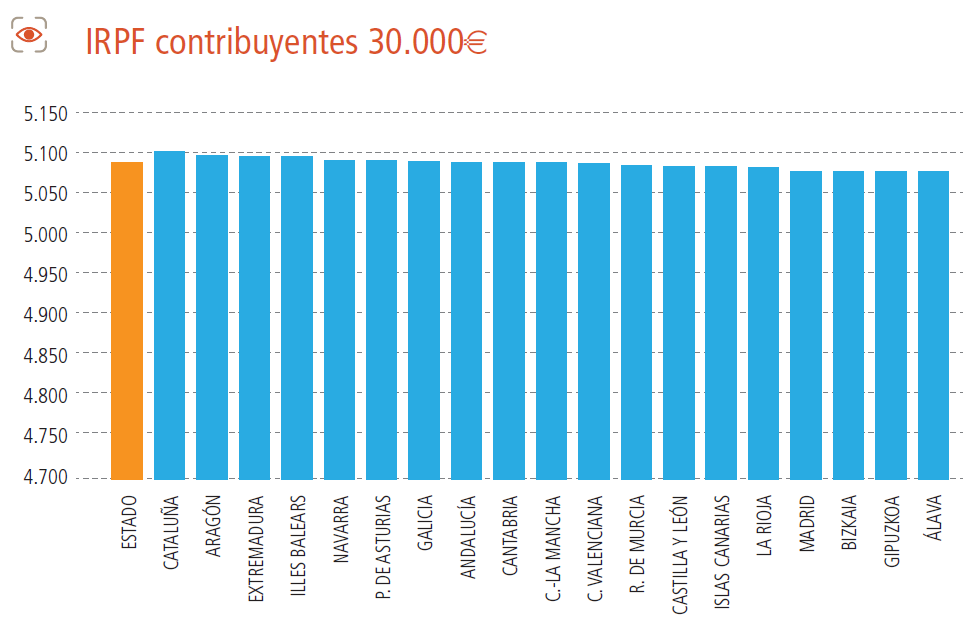 IRPF contribuyentes 30.000€
5.150
5.100
5.050
5.000
4.950
4.900
4.850
4.800
4.750
4.700
ESTADO
CATALUÑA
ARAGÓN
EXTREMADURA
ILLES BALEARS
NAVARRA
P. DE ASTURIAS
GALICIA
ANDALUCÍA
CANTABRIA
C.-LA MANCHA
C. VALENCIANA
R. DE MURCIA
CASTILLA Y LEÓN
ISLAS CANARIAS
LA RIOJA
MADRID
BIZKAIA
GIPUZKOA
ÁLAVA